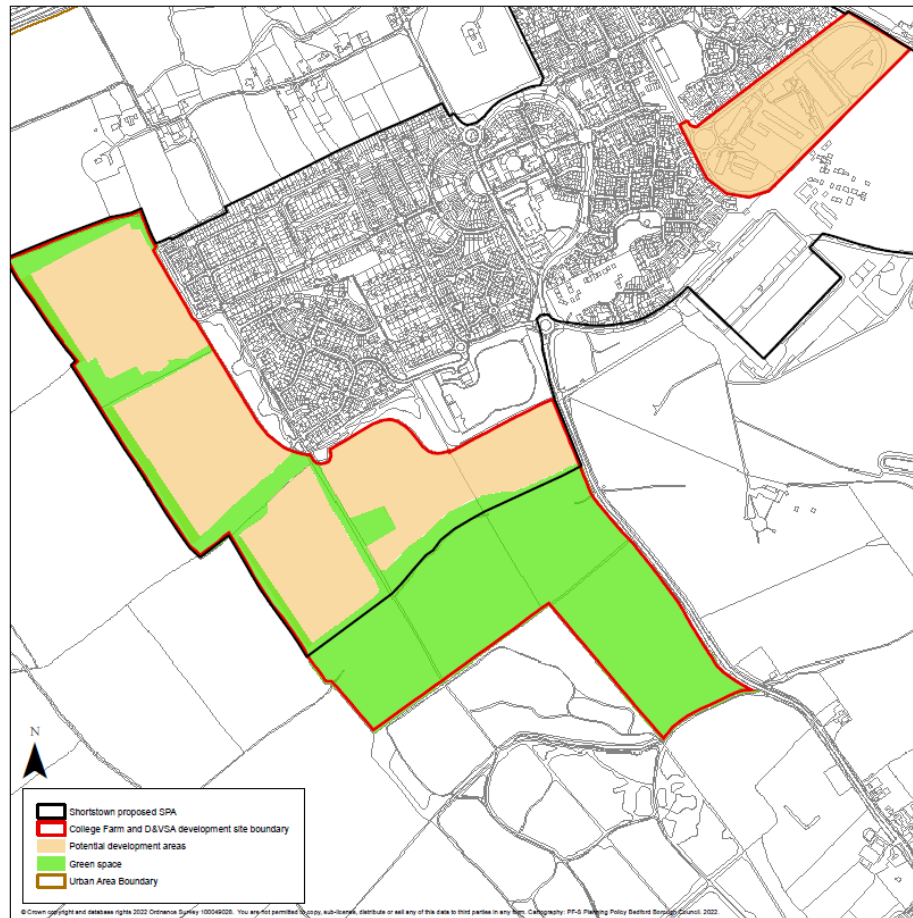 N
Shortstown proposed SPA
College Farm and D&VSA development site boundary
Potential development areas
Green space
Urban Area Boundary
© Crown copyright and database rights 2022 Ordnance Survey 100049028. You are not permitted to copy, sub-license, distribute or sell any of this data to third parties in any form. Cartography: PF-S Planning Policy Bedford Borough Council. 2022.